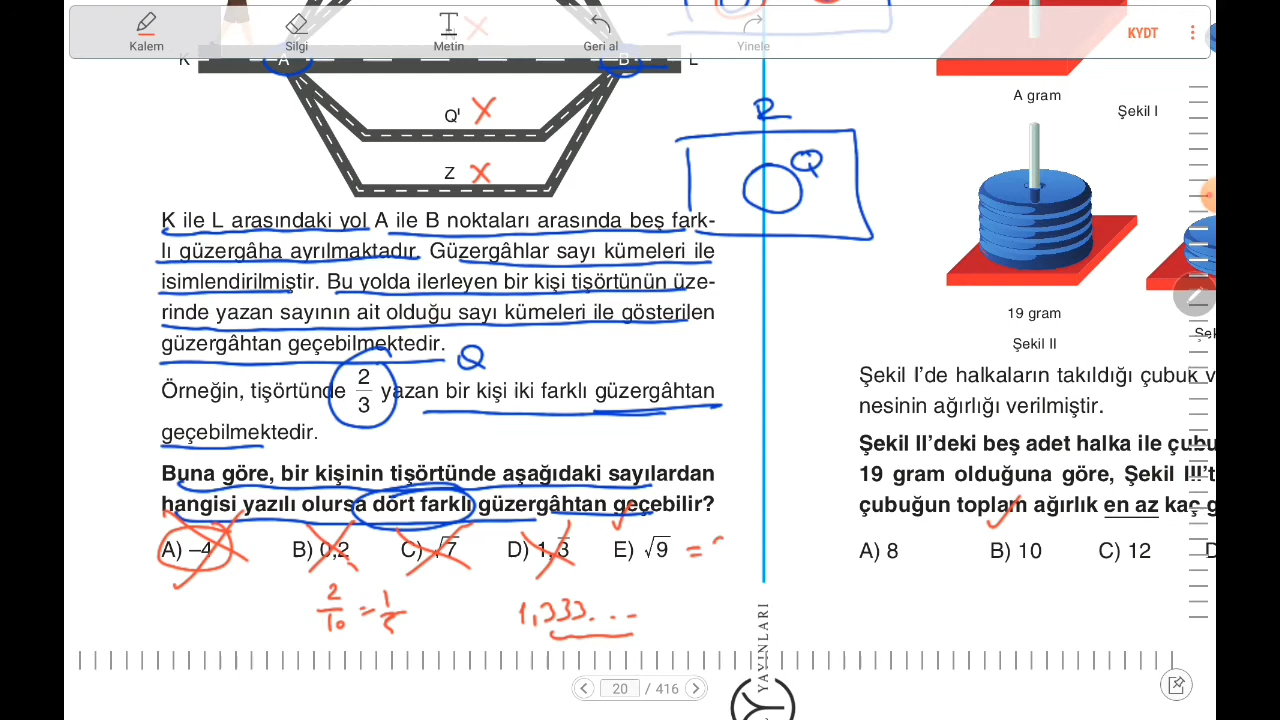 Kalem
Silgi
Metin
Geri al
Yinele
KYDT
N
K
A
B
L
Q'
Z
K ile L arasındaki yol A ile B noktaları arasında beş fark-
lı güzergâha ayrılmaktadır. Güzergâhlar sayı kümeleri ile
isimlendirilmiştir. Bu yolda ilerleyen bir kişi tişörtünün üze-
rinde yazan sayının ait olduğu sayı kümeleri ile gösterilen
güzergâhtan geçebilmektedir.
Q
Örneğin, tişörtünde 2/3 yazan bir kişi iki farklı güzergâhtan
geçebilmektedir.
Buna göre, bir kişinin tişörtünde aşağıdaki sayılardan
hangisi yazılı olursa dört farklı güzergâhtan geçebilir?
A) –4 B) 0,2 C) √7 D) 1,3̅ E) √9 =
2/10 = 1/5
1,333...
R
Q
A gram
Şekil I
19 gram
Şekil II
Şekil I'de halkaların takıldığı çubuk v
nesinin ağırlığı verilmiştir.
Şekil II'deki beş adet halka ile çubu
19 gram olduğuna göre, Şekil III't
çubuğun toplam ağırlık en az kaç g
A) 8 B) 10 C) 12 D
YAYINLARI
20 / 416